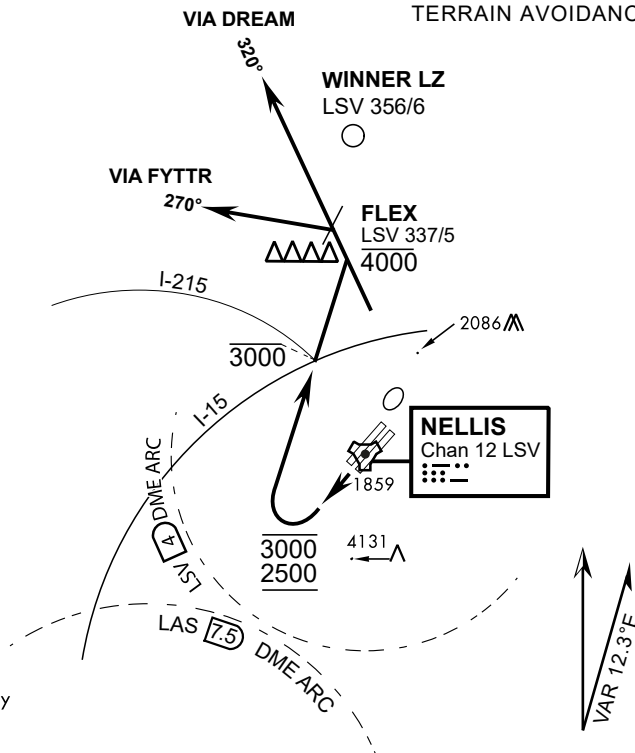 TERRAIN AVOIDANC
VIA DREAM
320°
WINNER LZ
LSV 356/6
VIA FYTTR
270°
FLEX
LSV 337/5
4000
I-215
2086
3000
I-15
NELLIS
Chan 12 LSV
1859
LSV 4 DME ARC
3000
2500
4131
LAS 7.5 DME ARC
VAR 12.3°E
y